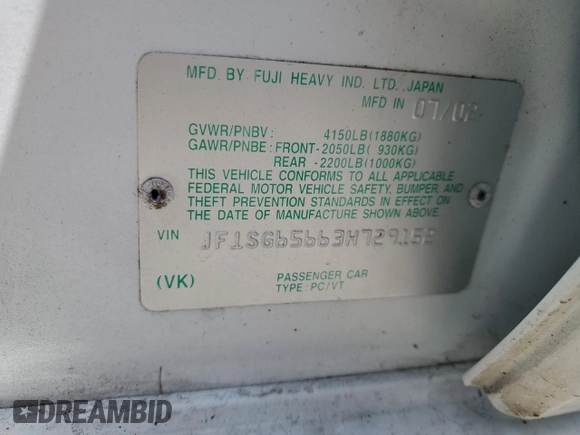 MFD. BY FUJI HEAVY IND. LTD., JAPAN
MFD IN 07/02
GVWR/PNBV: 4150LB(1880KG)
GAWR/PNBE: FRONT-2050LB( 930KG)
REAR -2200LB(1000KG)
THIS VEHICLE CONFORMS TO ALL APPLICABLE
FEDERAL MOTOR VEHICLE SAFETY, BUMPER, AND
THEFT PREVENTION STANDARDS IN EFFECT ON
THE DATE OF MANUFACTURE SHOWN ABOVE.
VIN JF1SG65663H729152
(VK) PASSENGER CAR
TYPE: PC/VT
DREAMBID